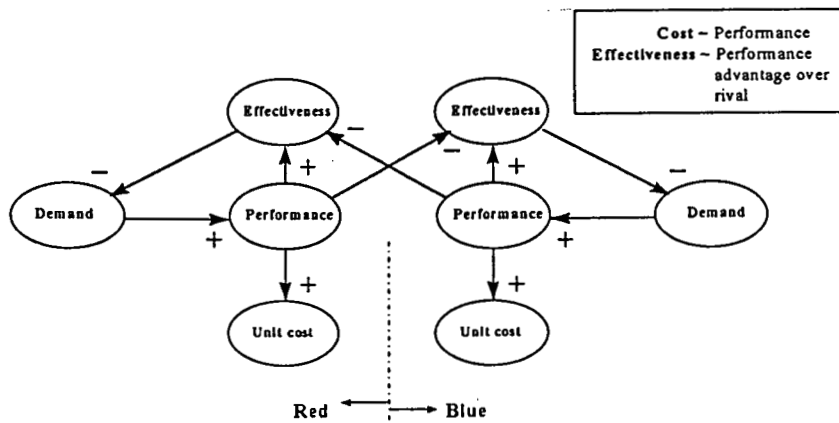 Cost ~ Performance
Effectiveness ~ Performance
advantage over
rival
Effectiveness
Effectiveness
−
−
−
−
+
+
Demand
Performance
Performance
Demand
+
+
+
+
Unit cost
Unit cost
Red
Blue